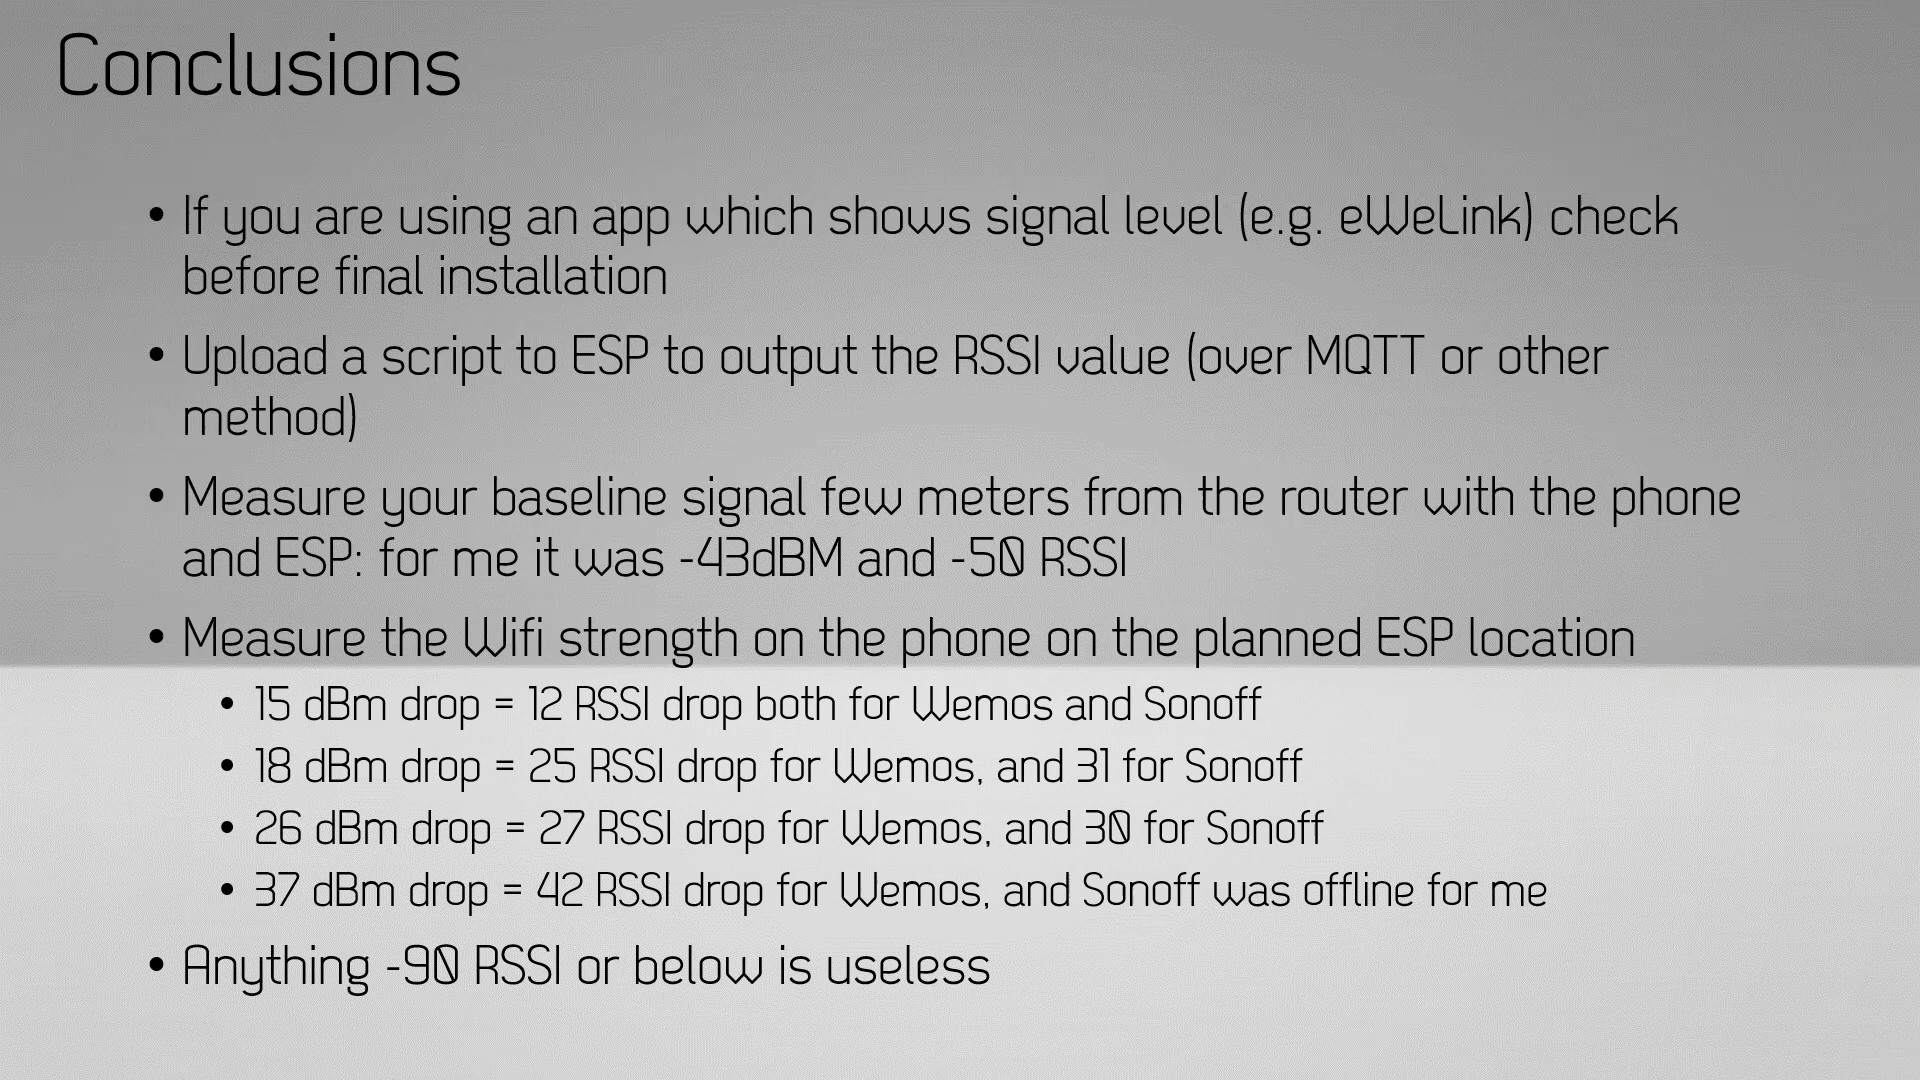 Conclusions
• If you are using an app which shows signal level (e.g. eWeLink) check
before final installation
• Upload a script to ESP to output the RSSI value (over MQTT or other
method)
• Measure your baseline signal few meters from the router with the phone
and ESP: for me it was -43dBM and -50 RSSI
• Measure the Wifi strength on the phone on the planned ESP location
• 15 dBm drop = 12 RSSI drop both for Wemos and Sonoff
• 18 dBm drop = 25 RSSI drop for Wemos, and 31 for Sonoff
• 26 dBm drop = 27 RSSI drop for Wemos, and 30 for Sonoff
• 37 dBm drop = 42 RSSI drop for Wemos, and Sonoff was offline for me
• Anything -90 RSSI or below is useless